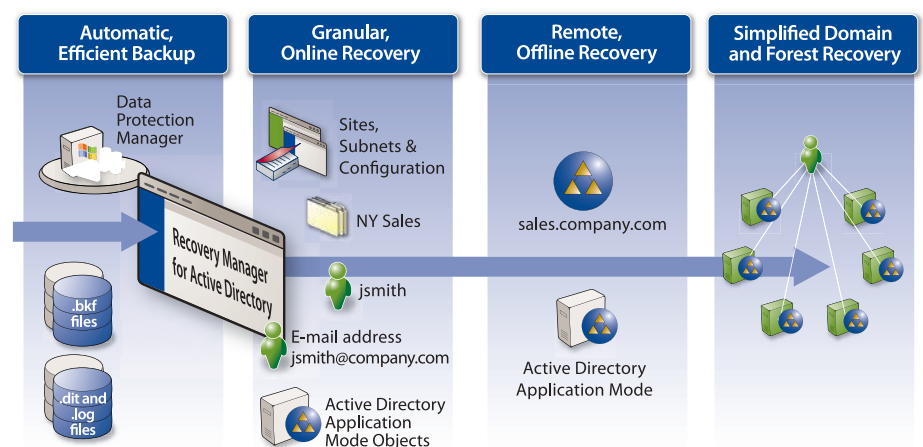 Automatic,
Efficient Backup
Granular,
Online Recovery
Remote,
Offline Recovery
Simplified Domain
and Forest Recovery
Data
Protection
Manager
Recovery Manager
for Active Directory
.bkf
files
.dit and
.log
files
Sites,
Subnets &
Configuration
NY Sales
jsmith
E-mail address
jsmith@company.com
Active Directory
Application
Mode Objects
sales.company.com
Active Directory
Application Mode